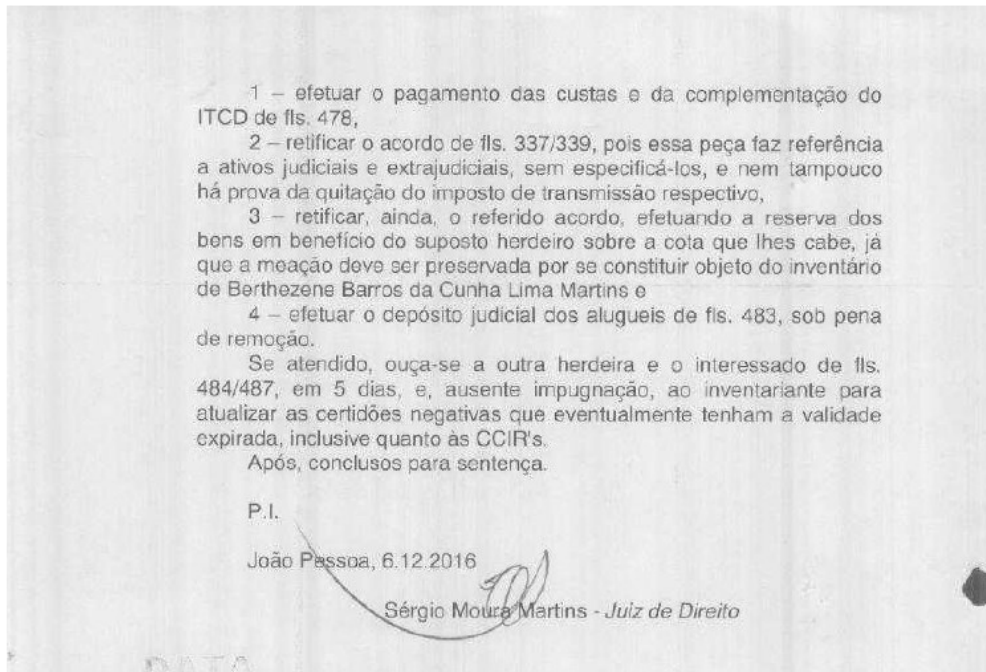 1 – efetuar o pagamento das custas e da complementação do
ITCD de fls. 478,
2 – retificar o acordo de fls. 337/339, pois essa peça faz referência
a ativos judiciais e extrajudiciais, sem especificá-los, e nem tampouco
há prova da quitação do imposto de transmissão respectivo,
3 – retificar, ainda, o referido acordo, efetuando a reserva dos
bens em benefício do suposto herdeiro sobre a cota que lhes cabe, já
que a meação deve ser preservada por se constituir objeto do inventário
de Berthezene Barros da Cunha Lima Martins e
4 – efetuar o depósito judicial dos alugueis de fls. 483, sob pena
de remoção.
Se atendido, ouça-se a outra herdeira e o interessado de fls.
484/487, em 5 dias, e, ausente impugnação, ao inventariante para
atualizar as certidões negativas que eventualmente tenham a validade
expirada, inclusive quanto às CCIR's.
Após, conclusos para sentença.
P.I.
João Pessoa, 6.12.2016
Sérgio Moura Martins - Juiz de Direito
DATA